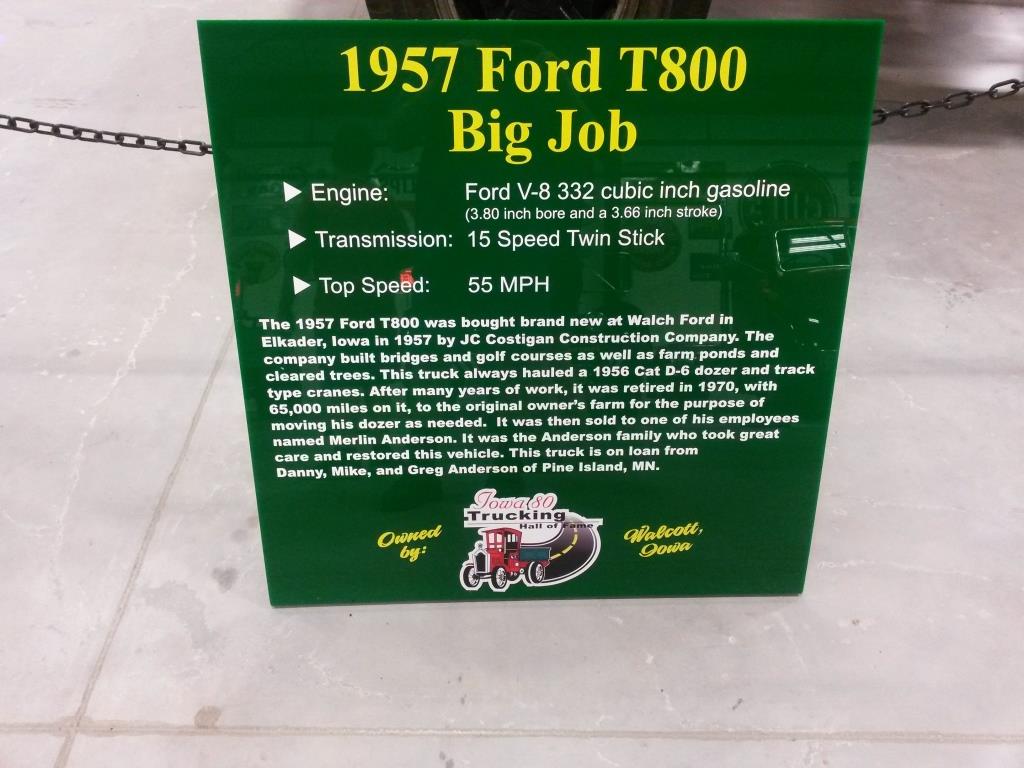 1957 Ford T800
Big Job
Engine: Ford V-8 332 cubic inch gasoline
(3.80 inch bore and a 3.66 inch stroke)
Transmission: 15 Speed Twin Stick
Top Speed: 55 MPH
The 1957 Ford T800 was bought brand new at Walch Ford in
Elkader, Iowa in 1957 by JC Costigan Construction Company. The
company built bridges and golf courses as well as farm ponds and
cleared trees. This truck always hauled a 1956 Cat D-6 dozer and track
type cranes. After many years of work, it was retired in 1970, with
65,000 miles on it, to the original owner's farm for the purpose of
moving his dozer as needed. It was then sold to one of his employees
named Merlin Anderson. It was the Anderson family who took great
care and restored this vehicle. This truck is on loan from
Danny, Mike, and Greg Anderson of Pine Island, MN.
Owned
by:
Iowa 80
Trucking
Hall of Fame
Walcott,
Iowa